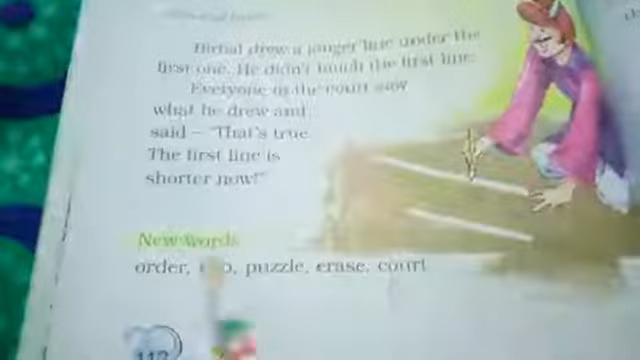 Birbal drew a longer line under the
first one. He didn't touch the first line.
Everyone in the court saw
what he drew and
said – "That's true.
The first line is
shorter now!"
New words
order, puzzle, erase, court
112